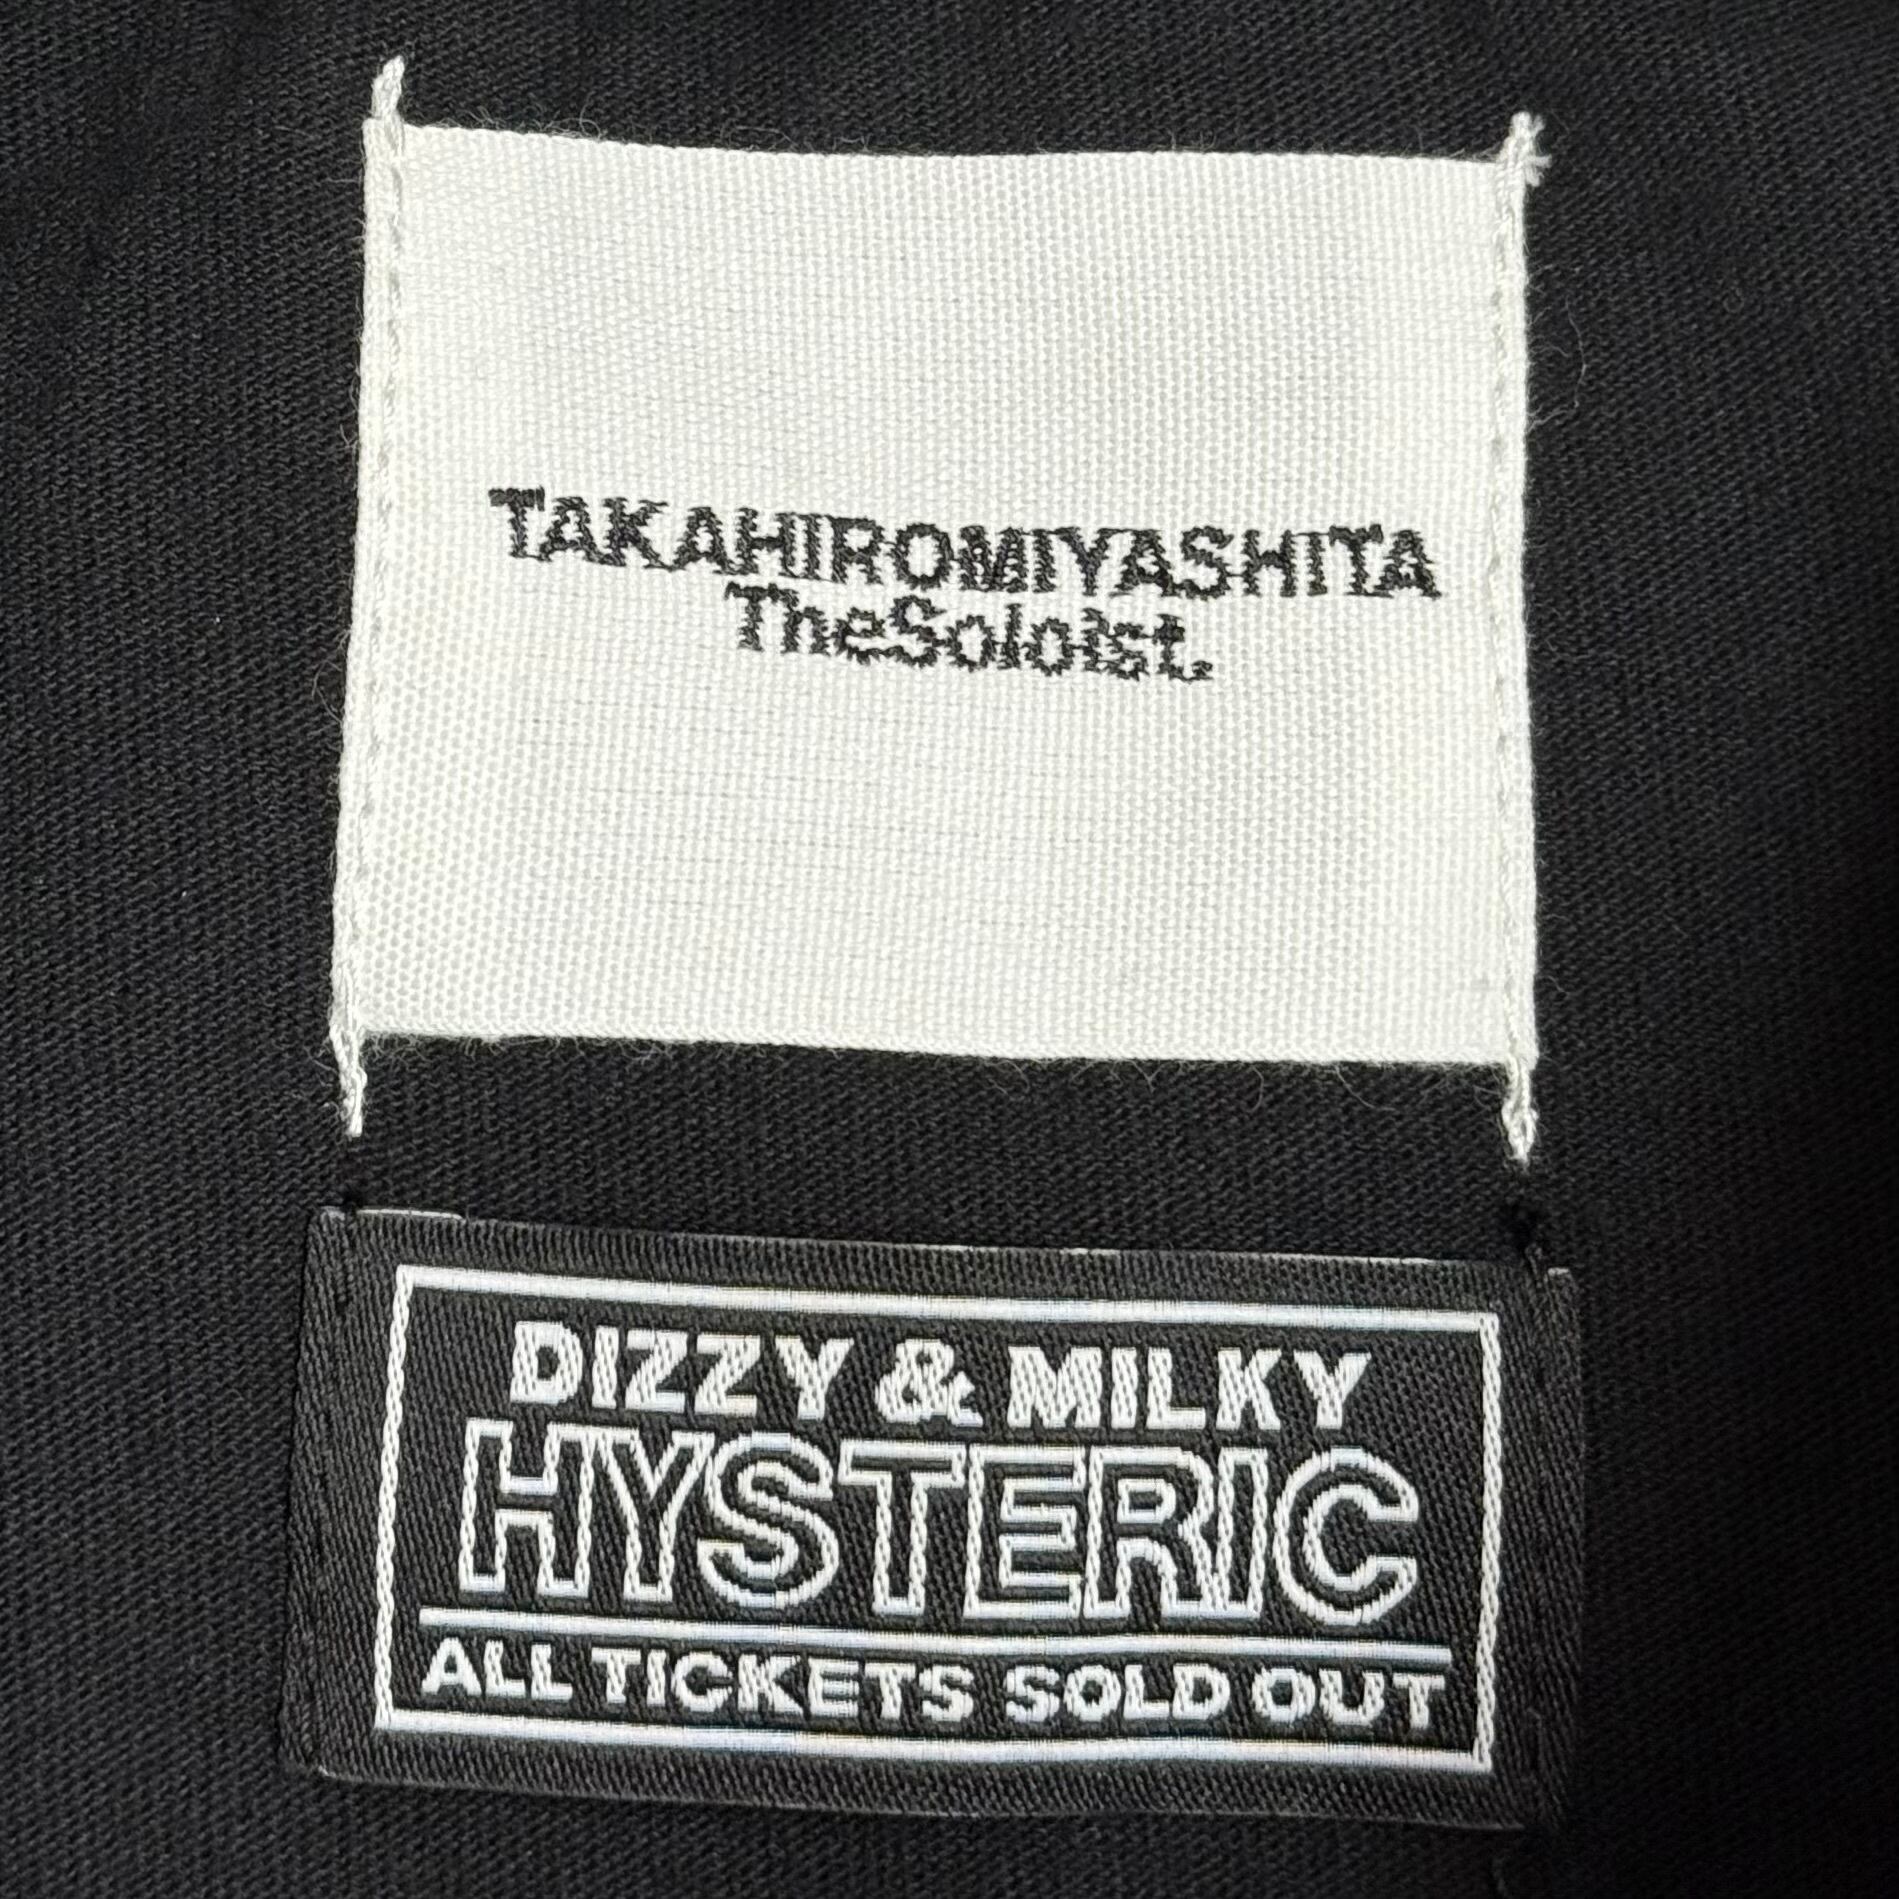 TAKAHIROMIYASHITA
TheSoloist.
DIZZY & MILKY
HYSTERIC
ALL TICKETS SOLD OUT